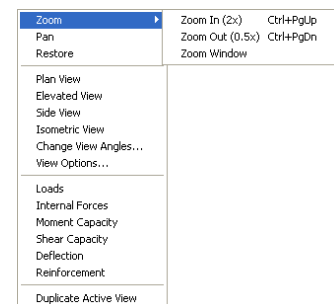 Zoom
Zoom In (2x) Ctrl+PgUp
Pan
Zoom Out (0.5x) Ctrl+PgDn
Restore
Zoom Window
Plan View
Elevated View
Side View
Isometric View
Change View Angles...
View Options...
Loads
Internal Forces
Moment Capacity
Shear Capacity
Deflection
Reinforcement
Duplicate Active View